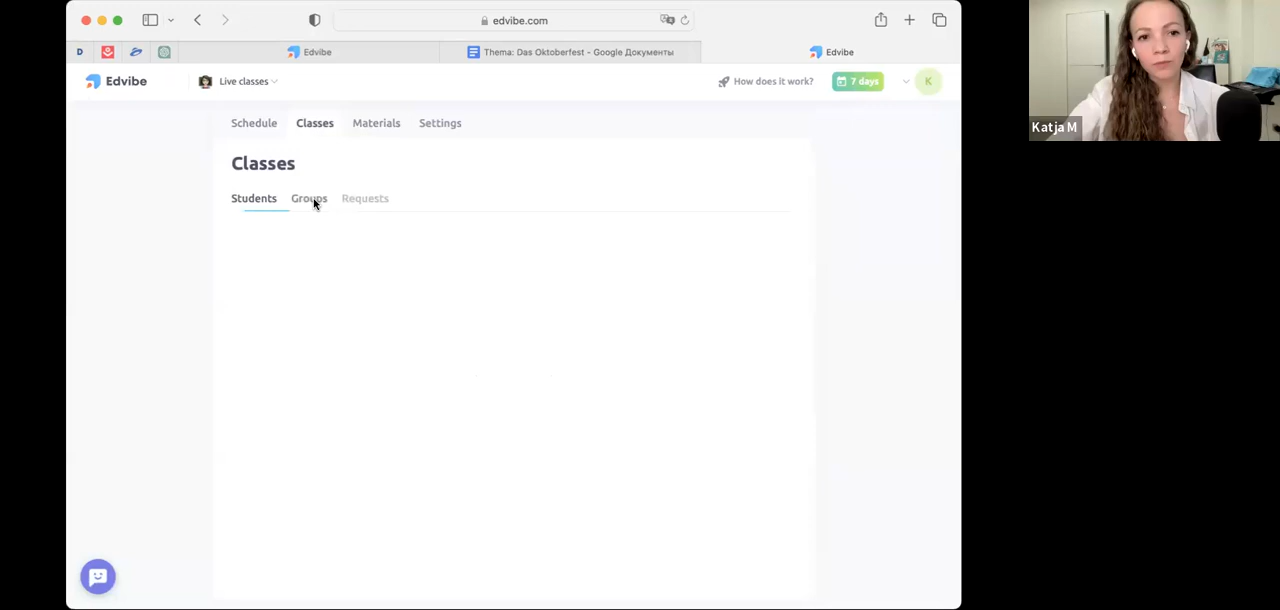 edvibe.com
D
Edvibe
Thema: Das Oktoberfest - Google Документы
Edvibe
Edvibe
Live classes
How does it work?
7 days
K
Schedule
Classes
Materials
Settings
Classes
Students
Groups
Requests
Katja M